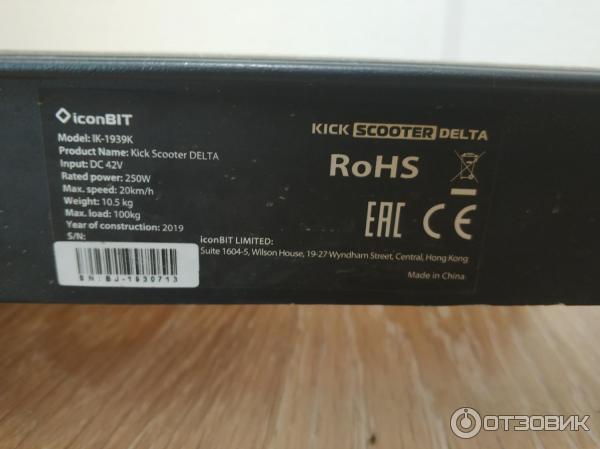 iconBIT
Model: IK-1939K
Product Name: Kick Scooter DELTA
Input: DC 42V
Rated power: 250W
Max. speed: 20km/h
Weight: 10.5 kg
Max. load: 100kg
Year of construction: 2019
S/N:
SN: BJ-1930713
KICK SCOOTER DELTA
RoHS
EAC CE
iconBIT LIMITED:
Suite 1604-5, Wilson House, 19-27 Wyndham Street, Central, Hong Kong
Made in China
ОТЗОВИК